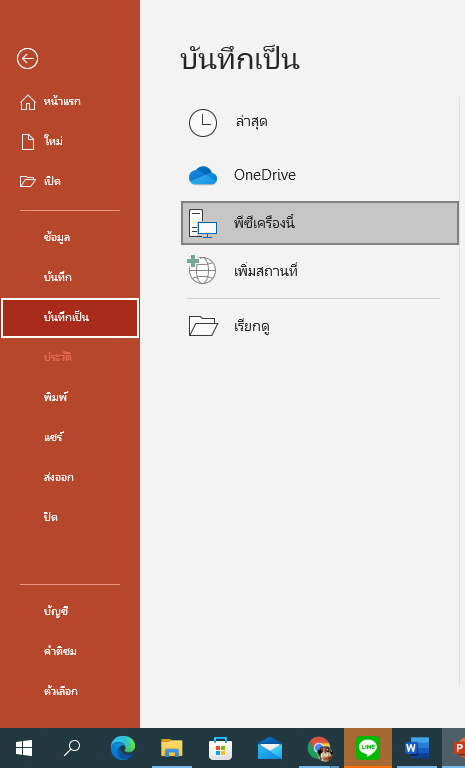 หน้าแรก
ใหม่
เปิด
ข้อมูล
บันทึก
บันทึกเป็น
ประวัติ
พิมพ์
แชร์
ส่งออก
ปิด
บัญชี
คำติชม
ตัวเลือก
บันทึกเป็น
ล่าสุด
OneDrive
พีซีเครื่องนี้
เพิ่มสถานที่
เรียกดู
LINE
W
P